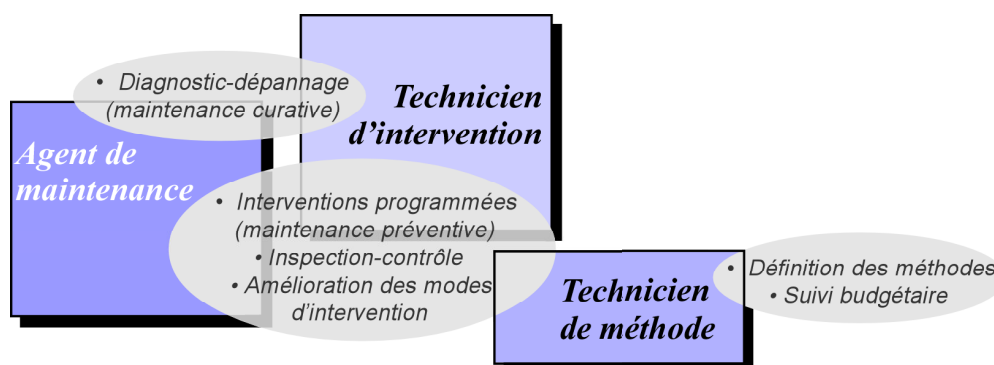 • Diagnostic-dépannage
(maintenance curative)
Technicien
d’intervention
Agent de
maintenance
• Interventions programmées
(maintenance préventive)
• Inspection-contrôle
• Amélioration des modes
d’intervention
Technicien
de méthode
• Définition des méthodes
• Suivi budgétaire